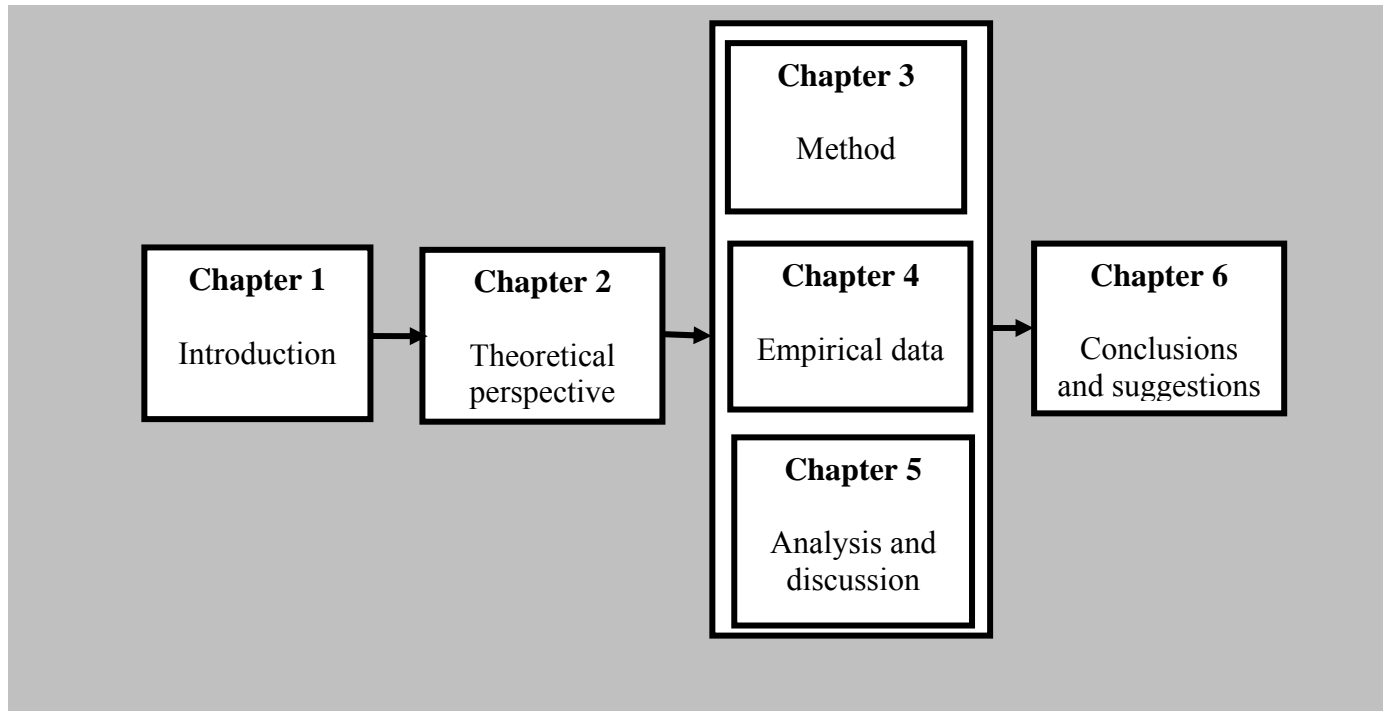 Chapter 1
Introduction
Chapter 2
Theoretical
perspective
Chapter 3
Method
Chapter 4
Empirical data
Chapter 5
Analysis and
discussion
Chapter 6
Conclusions
and suggestions